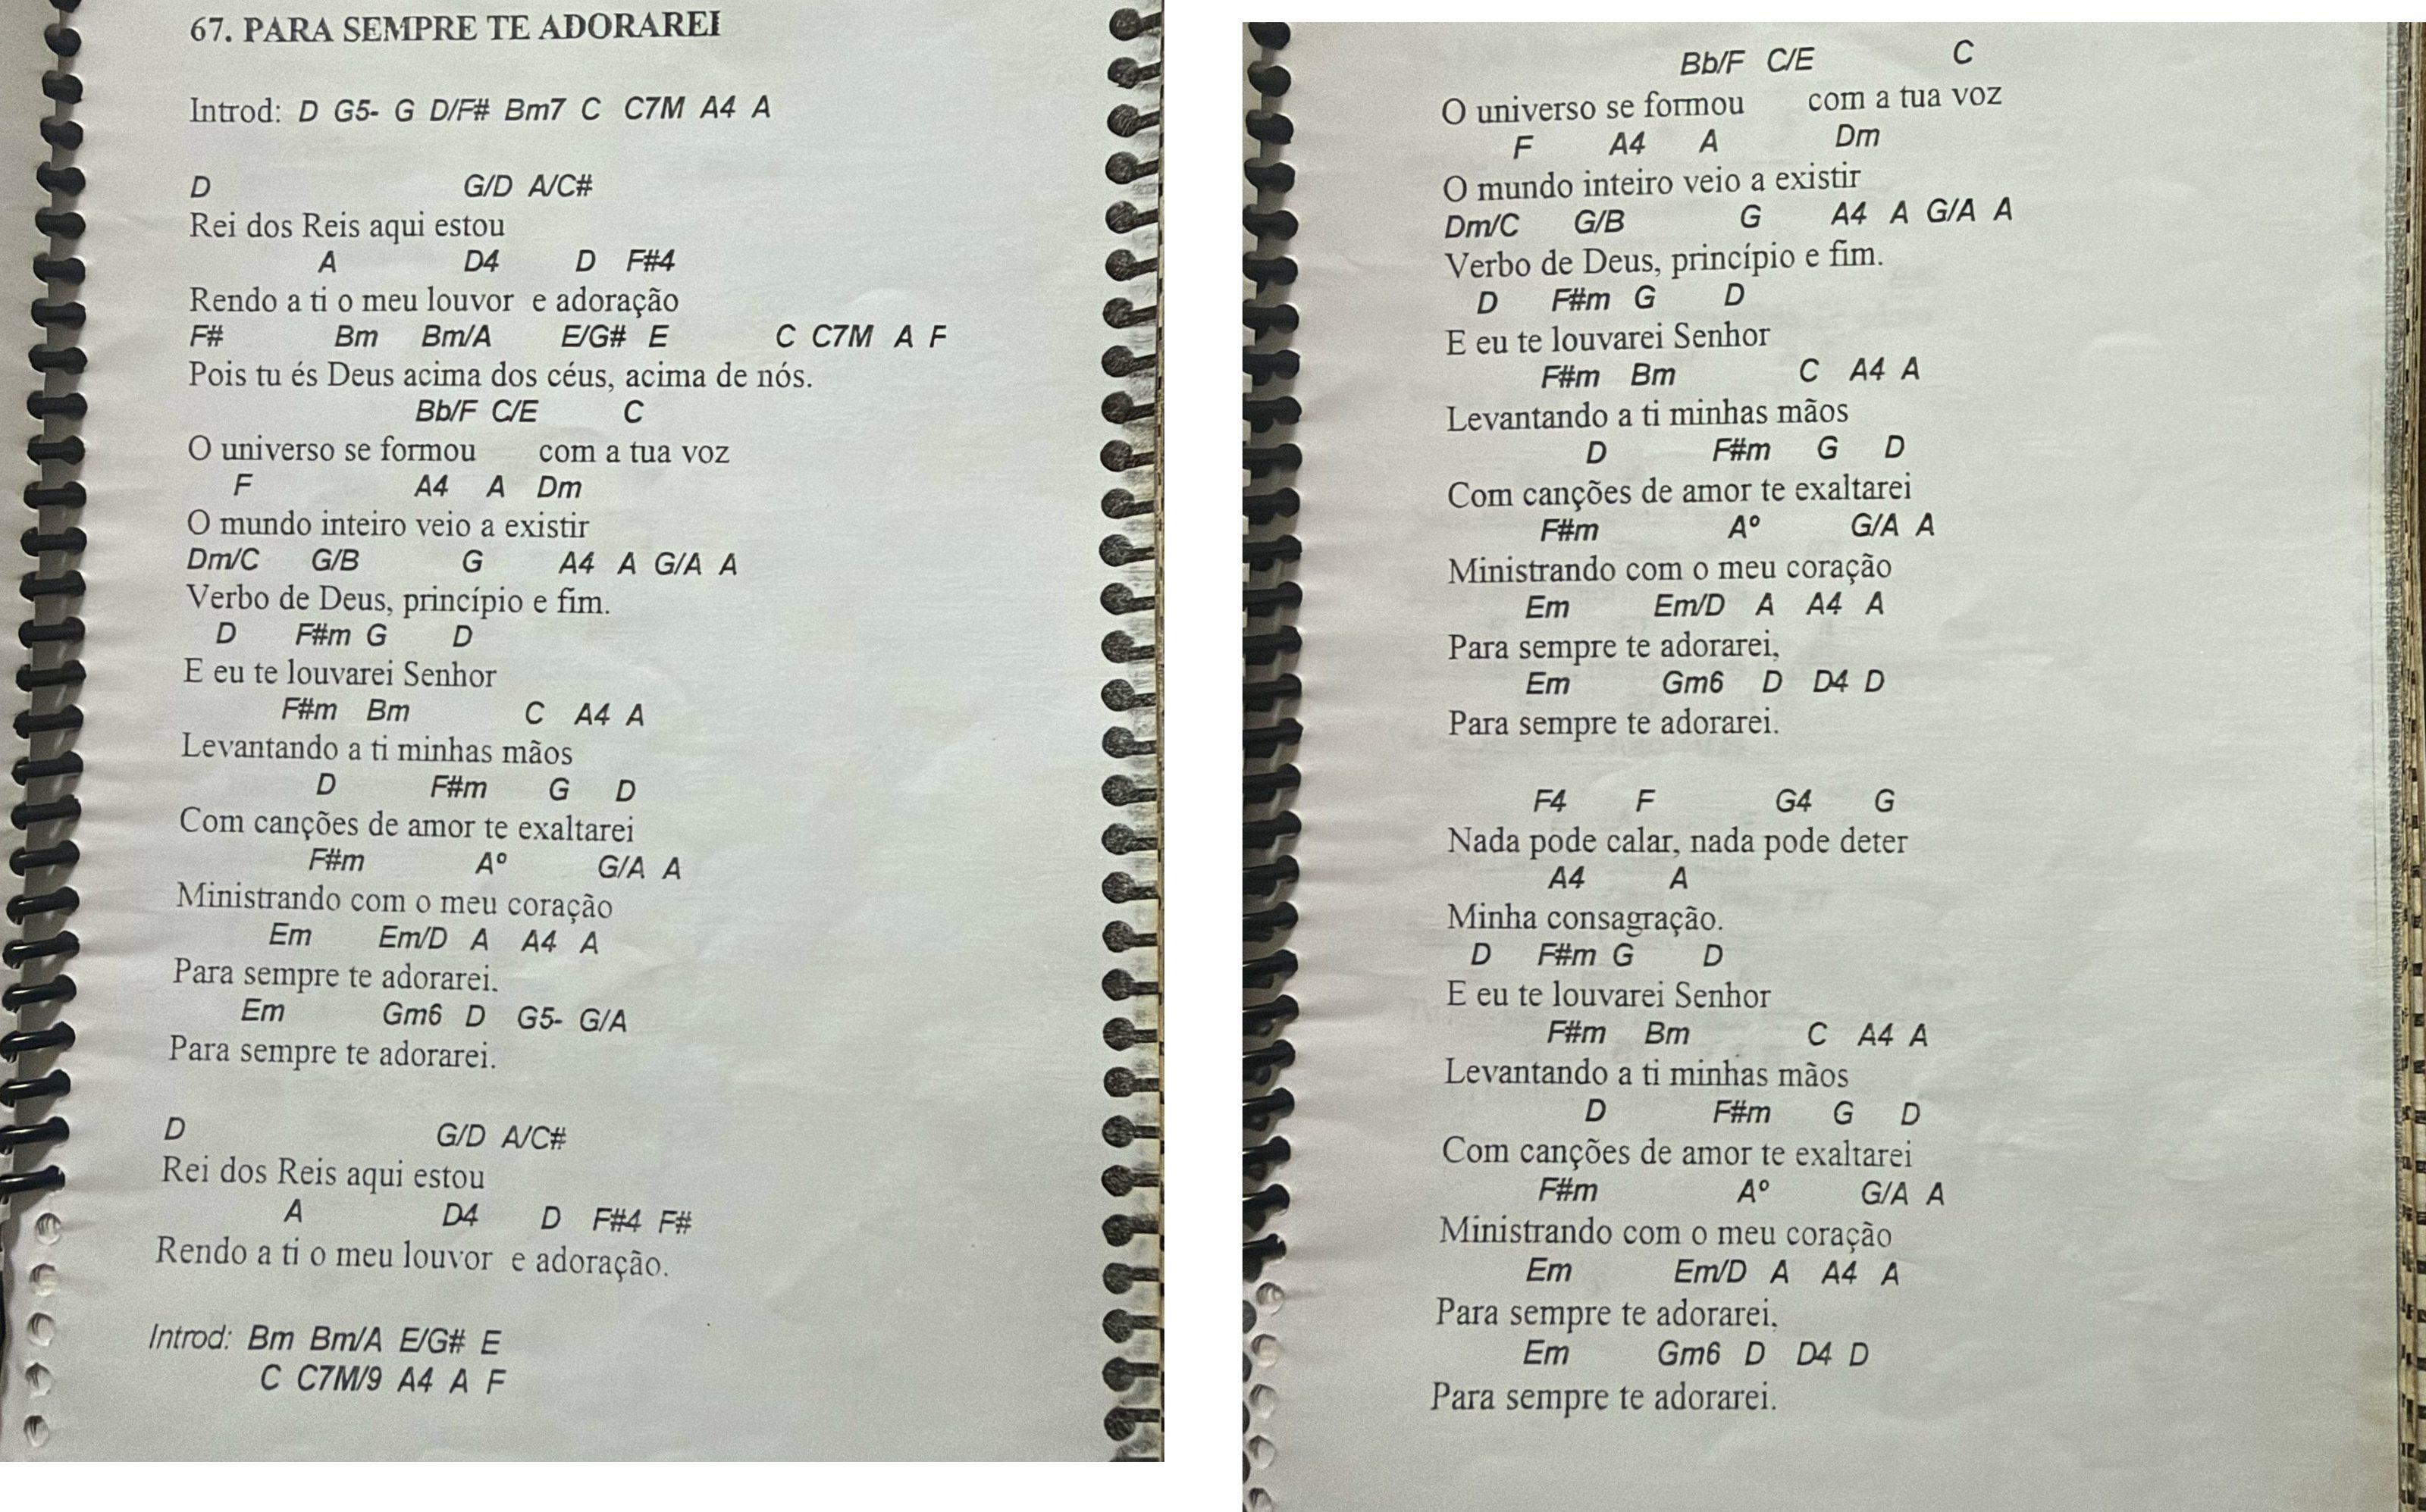 67. PARA SEMPRE TE ADORAREI
Introd: D G5- G D/F# Bm7 C C7M A4 A
D G/D A/C#
Rei dos Reis aqui estou
A D4 D F#4
Rendo a ti o meu louvor e adoração
F# Bm Bm/A E/G# E C C7M A F
Pois tu és Deus acima dos céus, acima de nós.
Bb/F C/E C
O universo se formou com a tua voz
F A4 A Dm
O mundo inteiro veio a existir
Dm/C G/B G A4 A G/A A
Verbo de Deus, princípio e fim.
D F#m G D
E eu te louvarei Senhor
F#m Bm C A4 A
Levantando a ti minhas mãos
D F#m G D
Com canções de amor te exaltarei
F#m Aº G/A A
Ministrando com o meu coração
Em Em/D A A4 A
Para sempre te adorarei.
Em Gm6 D G5- G/A
Para sempre te adorarei.
D G/D A/C#
Rei dos Reis aqui estou
A D4 D F#4 F#
Rendo a ti o meu louvor e adoração.
Introd: Bm Bm/A E/G# E
C C7M/9 A4 A F
Bb/F C/E C
O universo se formou com a tua voz
F A4 A Dm
O mundo inteiro veio a existir
Dm/C G/B G A4 A G/A A
Verbo de Deus, princípio e fim.
D F#m G D
E eu te louvarei Senhor
F#m Bm C A4 A
Levantando a ti minhas mãos
D F#m G D
Com canções de amor te exaltarei
F#m Aº G/A A
Ministrando com o meu coração
Em Em/D A A4 A
Para sempre te adorarei,
Em Gm6 D D4 D
Para sempre te adorarei.
F4 F G4 G
Nada pode calar, nada pode deter
A4 A
Minha consagração.
D F#m G D
E eu te louvarei Senhor
F#m Bm C A4 A
Levantando a ti minhas mãos
D F#m G D
Com canções de amor te exaltarei
F#m Aº G/A A
Ministrando com o meu coração
Em Em/D A A4 A
Para sempre te adorarei,
Em Gm6 D D4 D
Para sempre te adorarei.